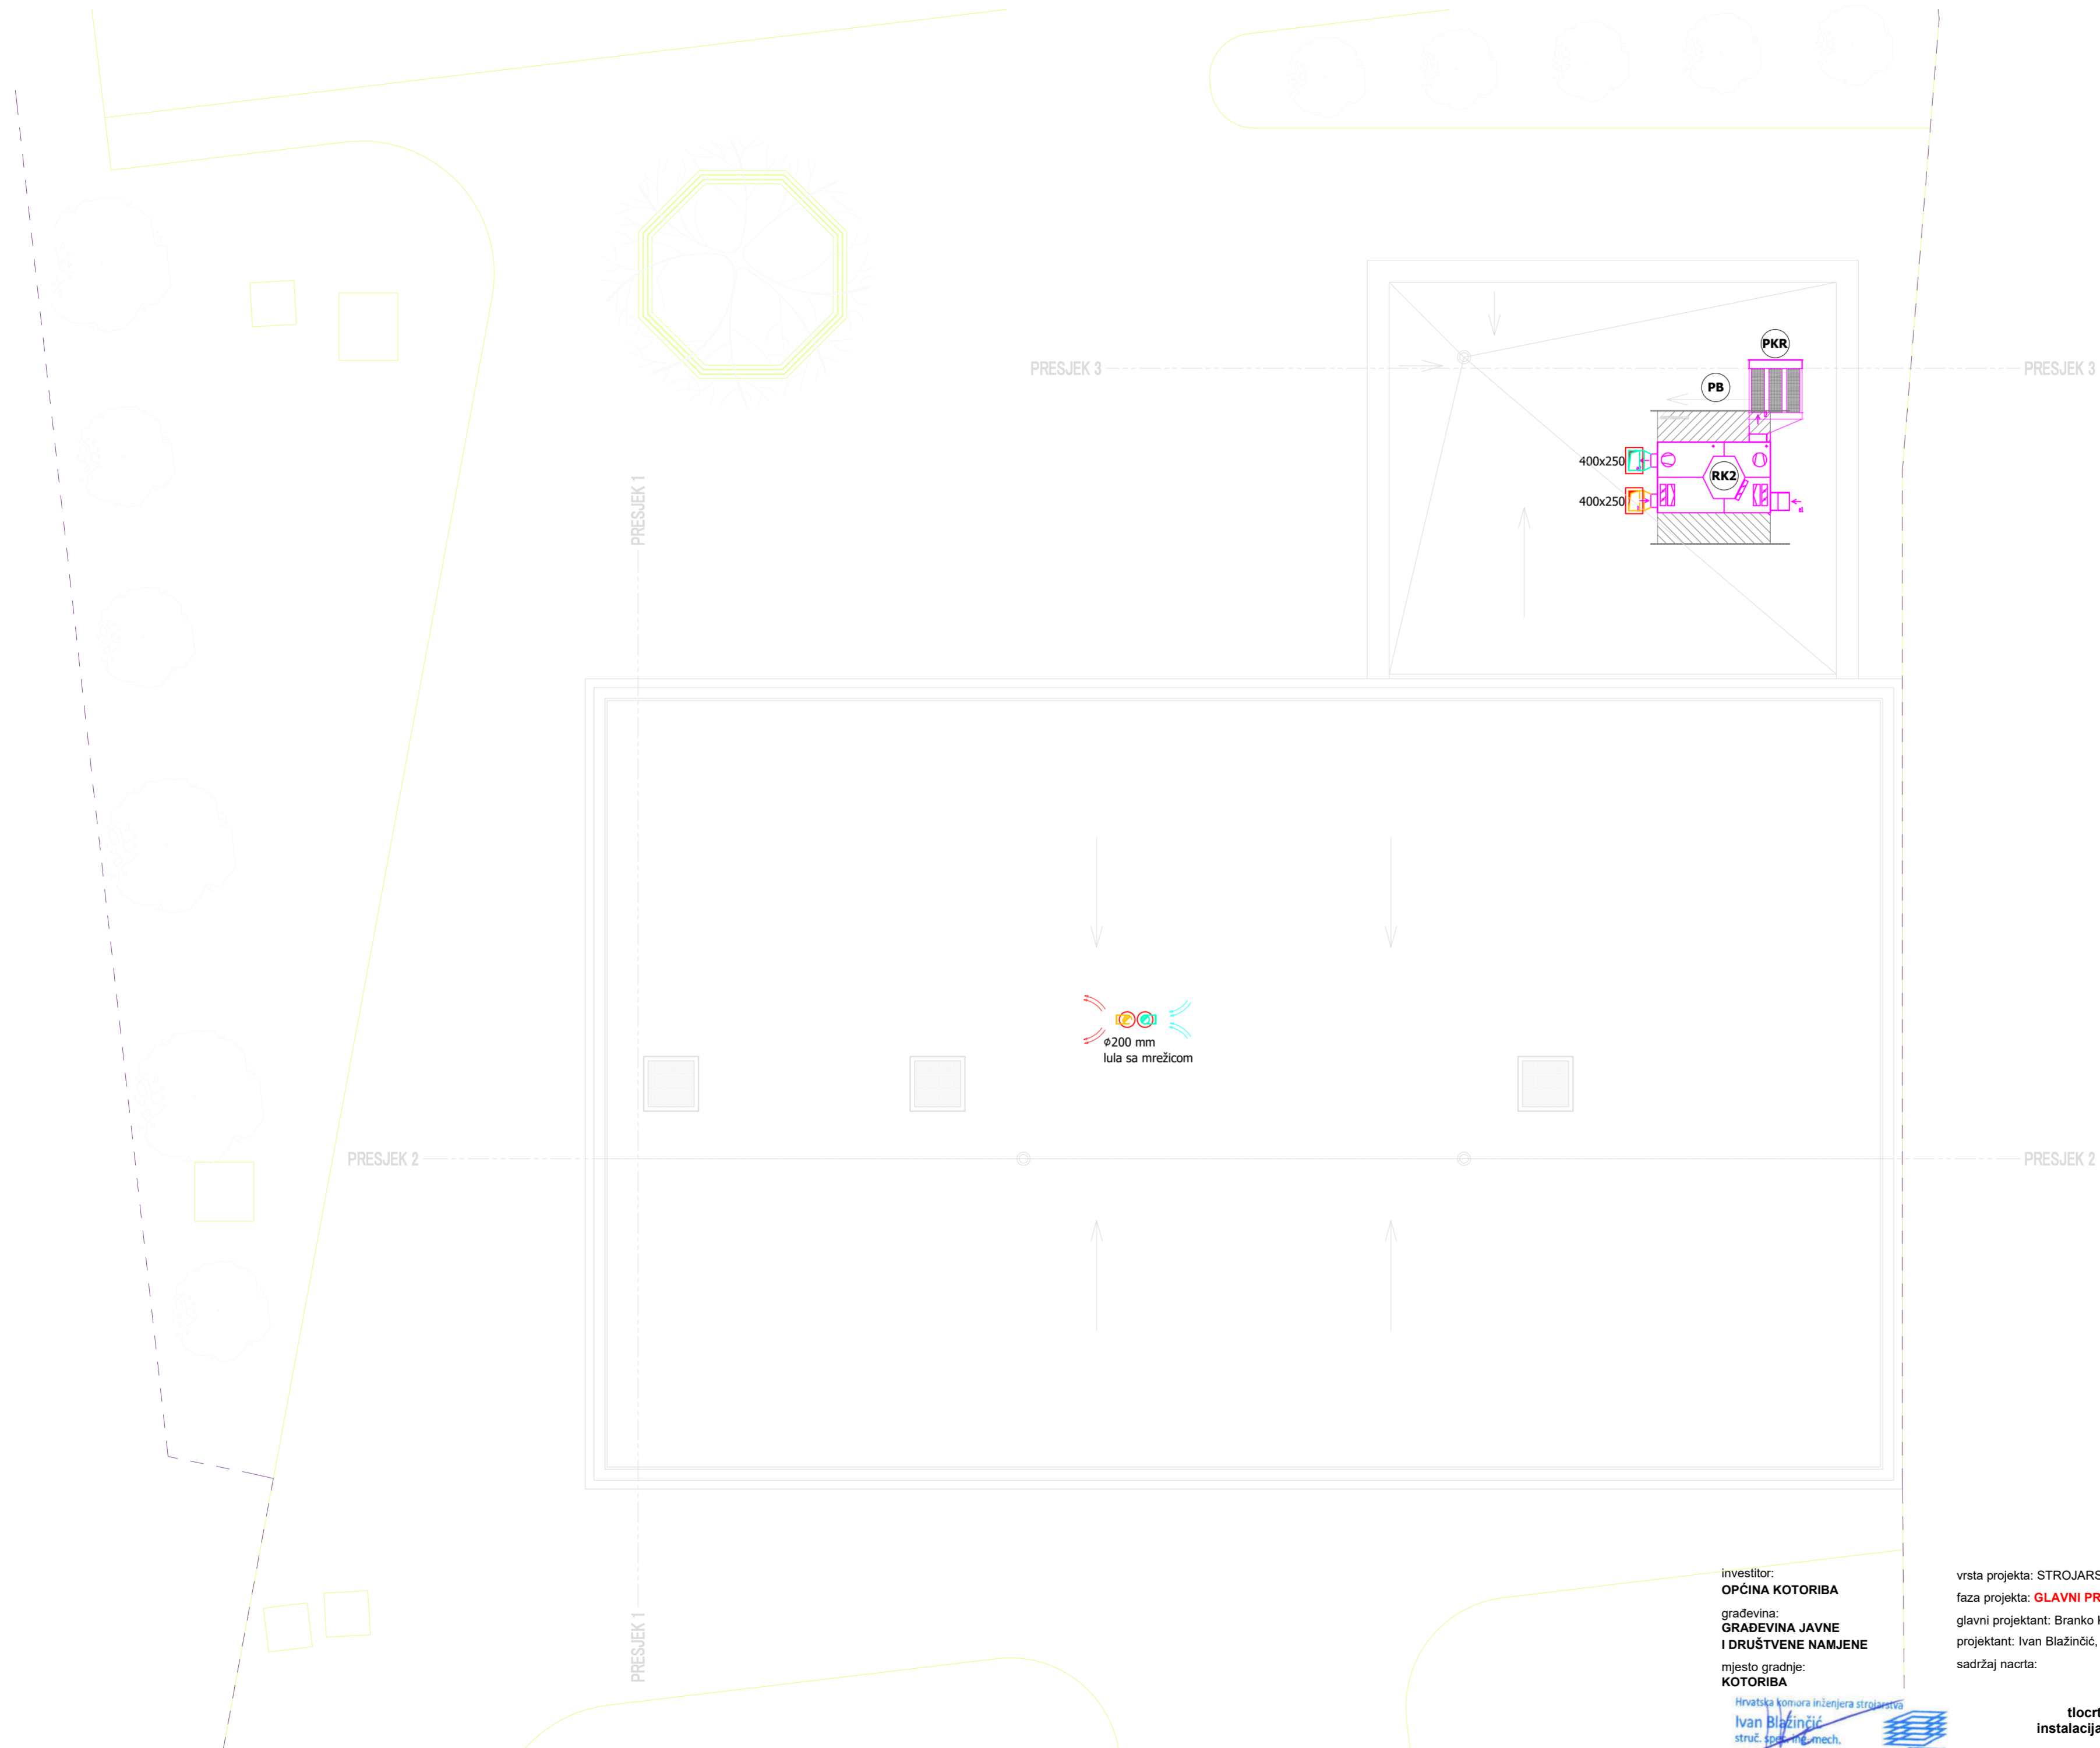 PRESJEK 3
PRESJEK 3
PKR
PB
400x250
RK2
400x250
PRESJEK 1
ø200 mm
lula sa mrežicom
PRESJEK 2
PRESJEK 2
PRESJEK 1
investitor:
OPĆINA KOTORIBA
građevina:
GRAĐEVINA JAVNE
I DRUŠTVENE NAMJENE
mjesto gradnje:
KOTORIBA
vrsta projekta: STROJARS
faza projekta: GLAVNI PR
glavni projektant: Branko
projektant: Ivan Blažinčić,
sadržaj nacrta:
tlocrt
instalacija
Hrvatska komora inženjera strojarstva
Ivan Blažinčić
struč. spec. ing. mech.